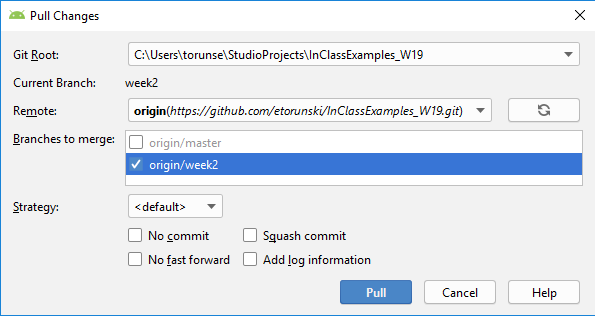 Pull Changes
Git Root: C:\Users\torunse\StudioProjects\InClassExamples_W19
Current Branch: week2
Remote: origin(https://github.com/etorunski/InClassExamples_W19.git)
Branches to merge: origin/master
origin/week2
Strategy: <default>
No commit Squash commit
No fast forward Add log information
Pull Cancel Help